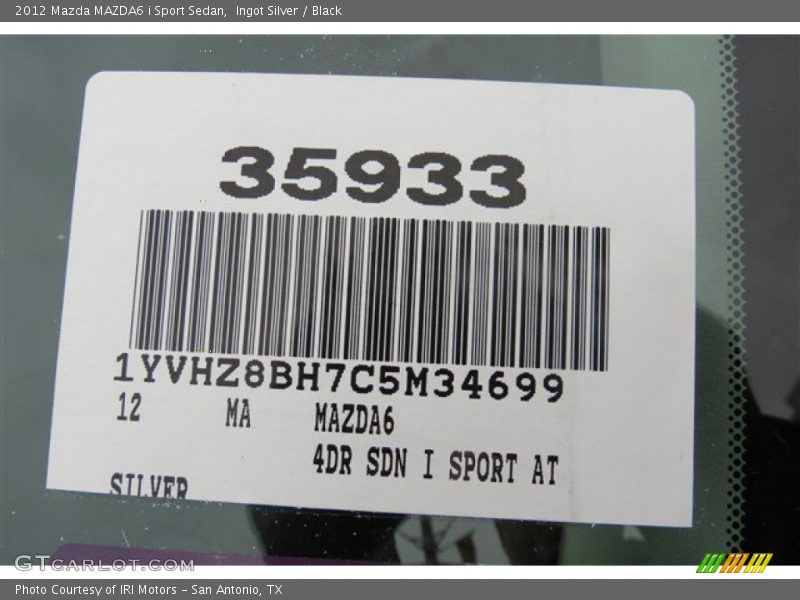 2012 Mazda MAZDA6 i Sport Sedan,  Ingot Silver / Black
35933
1YVHZ8BH7C5M34699
12 MA MAZDA6
4DR SDN I SPORT AT
SILVER
GTCARLOT.COM
Photo Courtesy of IRI Motors - San Antonio, TX